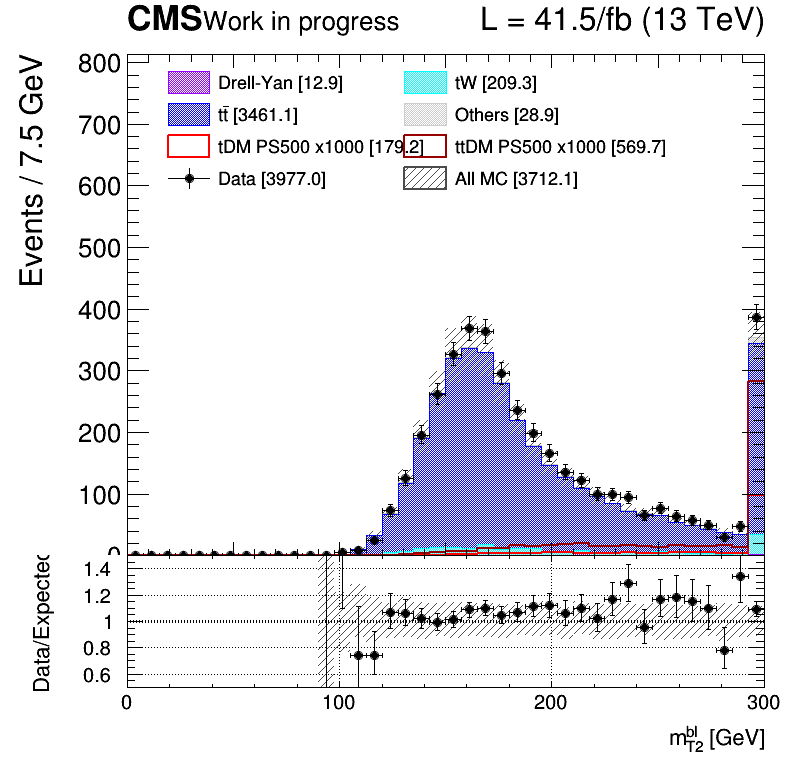 CMS Work in progress L = 41.5/fb (13 TeV)
Events / 7.5 GeV
800
700
600
500
400
300
200
100
0
Drell-Yan [12.9] tW [209.3]
tt̄ [3461.1] Others [28.9]
tDM PS500 x1000 [179.2] ttDM PS500 x1000 [569.7]
Data [3977.0] All MC [3712.1]
Data/Expected
1.4
1.2
1
0.8
0.6
0 100 200 300
m_{T2}^{bl} [GeV]